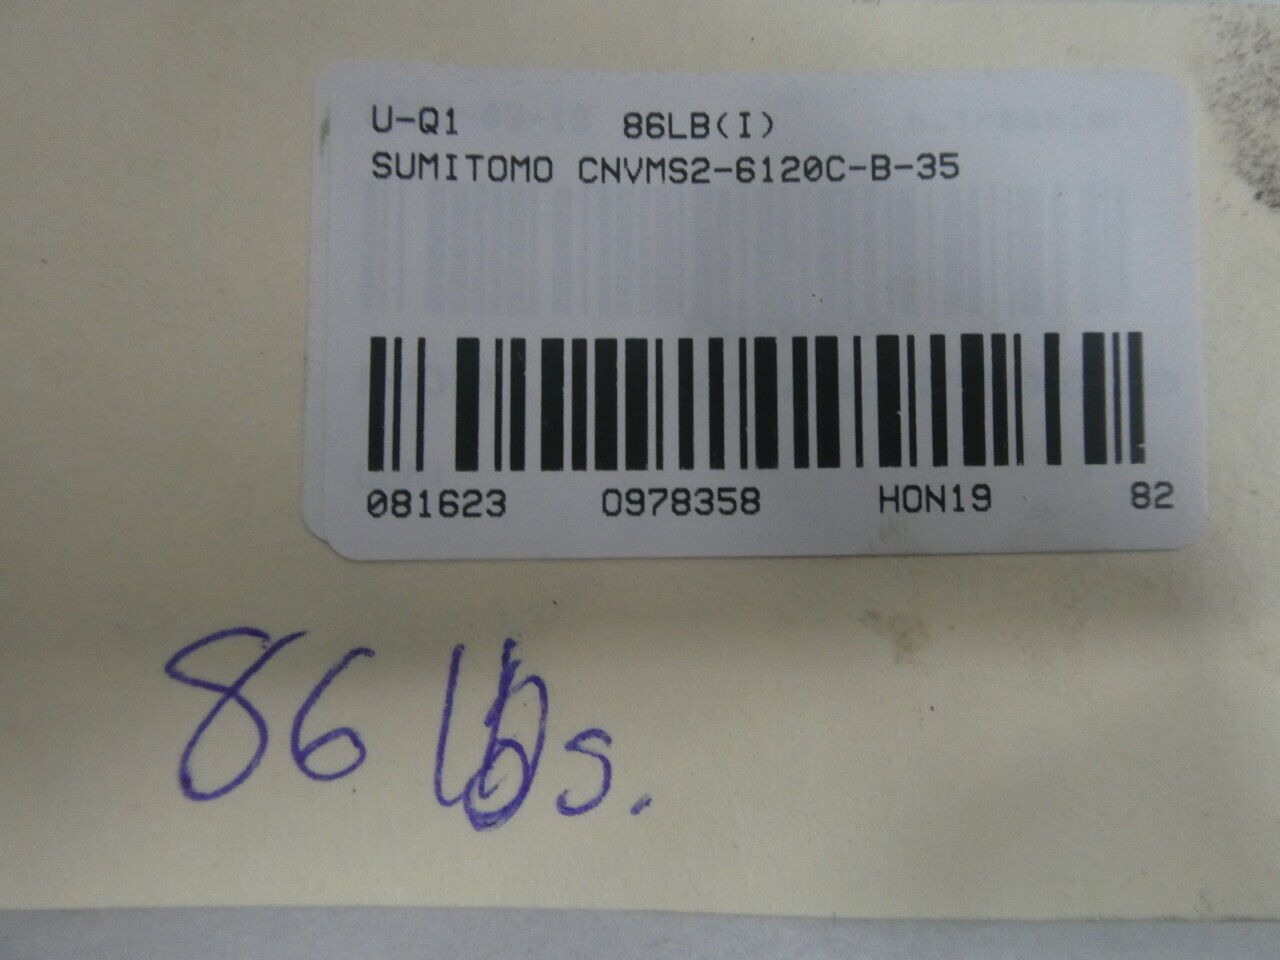 U-Q1 86LB(I)
SUMITOMO CNVMS2-6120C-B-35
081623 0978358 HON19 82
86 lbs.